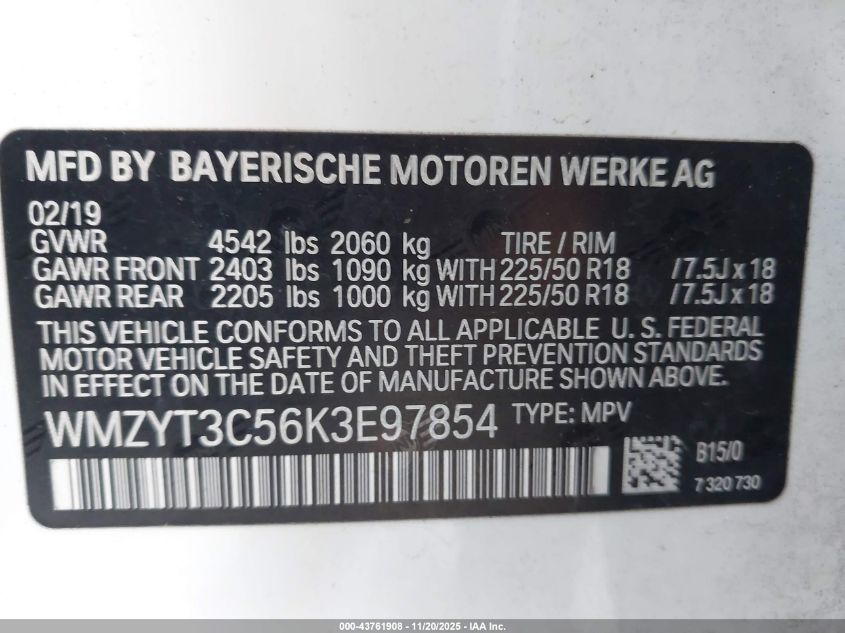 MFD BY BAYERISCHE MOTOREN WERKE AG
02/19
GVWR 4542 lbs 2060 kg TIRE / RIM
GAWR FRONT 2403 lbs 1090 kg WITH 225/50 R18 /7.5J x 18
GAWR REAR 2205 lbs 1000 kg WITH 225/50 R18 /7.5J x 18
THIS VEHICLE CONFORMS TO ALL APPLICABLE U. S. FEDERAL
MOTOR VEHICLE SAFETY AND THEFT PREVENTION STANDARDS
IN EFFECT ON THE DATE OF MANUFACTURE SHOWN ABOVE.
WMZYT3C56K3E97854 TYPE: MPV
B15/0
7 320 730
000-43761908 - 11/20/2025 - IAA Inc.